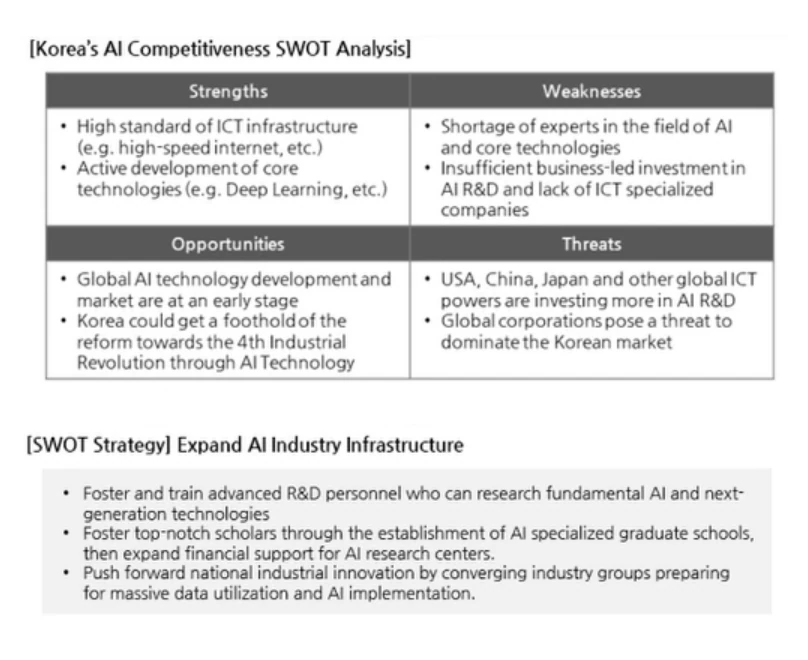 [Korea's AI Competitiveness SWOT Analysis]
Strengths
• High standard of ICT infrastructure
(e.g. high-speed internet, etc.)
• Active development of core
technologies (e.g. Deep Learning, etc.)
Weaknesses
• Shortage of experts in the field of AI
and core technologies
• Insufficient business-led investment in
AI R&D and lack of ICT specialized
companies
Opportunities
• Global AI technology development and
market are at an early stage
• Korea could get a foothold of the
reform towards the 4th Industrial
Revolution through AI Technology
Threats
• USA, China, Japan and other global ICT
powers are investing more in AI R&D
• Global corporations pose a threat to
dominate the Korean market
[SWOT Strategy] Expand AI Industry Infrastructure
• Foster and train advanced R&D personnel who can research fundamental AI and next-
generation technologies
• Foster top-notch scholars through the establishment of AI specialized graduate schools,
then expand financial support for AI research centers.
• Push forward national industrial innovation by converging industry groups preparing
for massive data utilization and AI implementation.